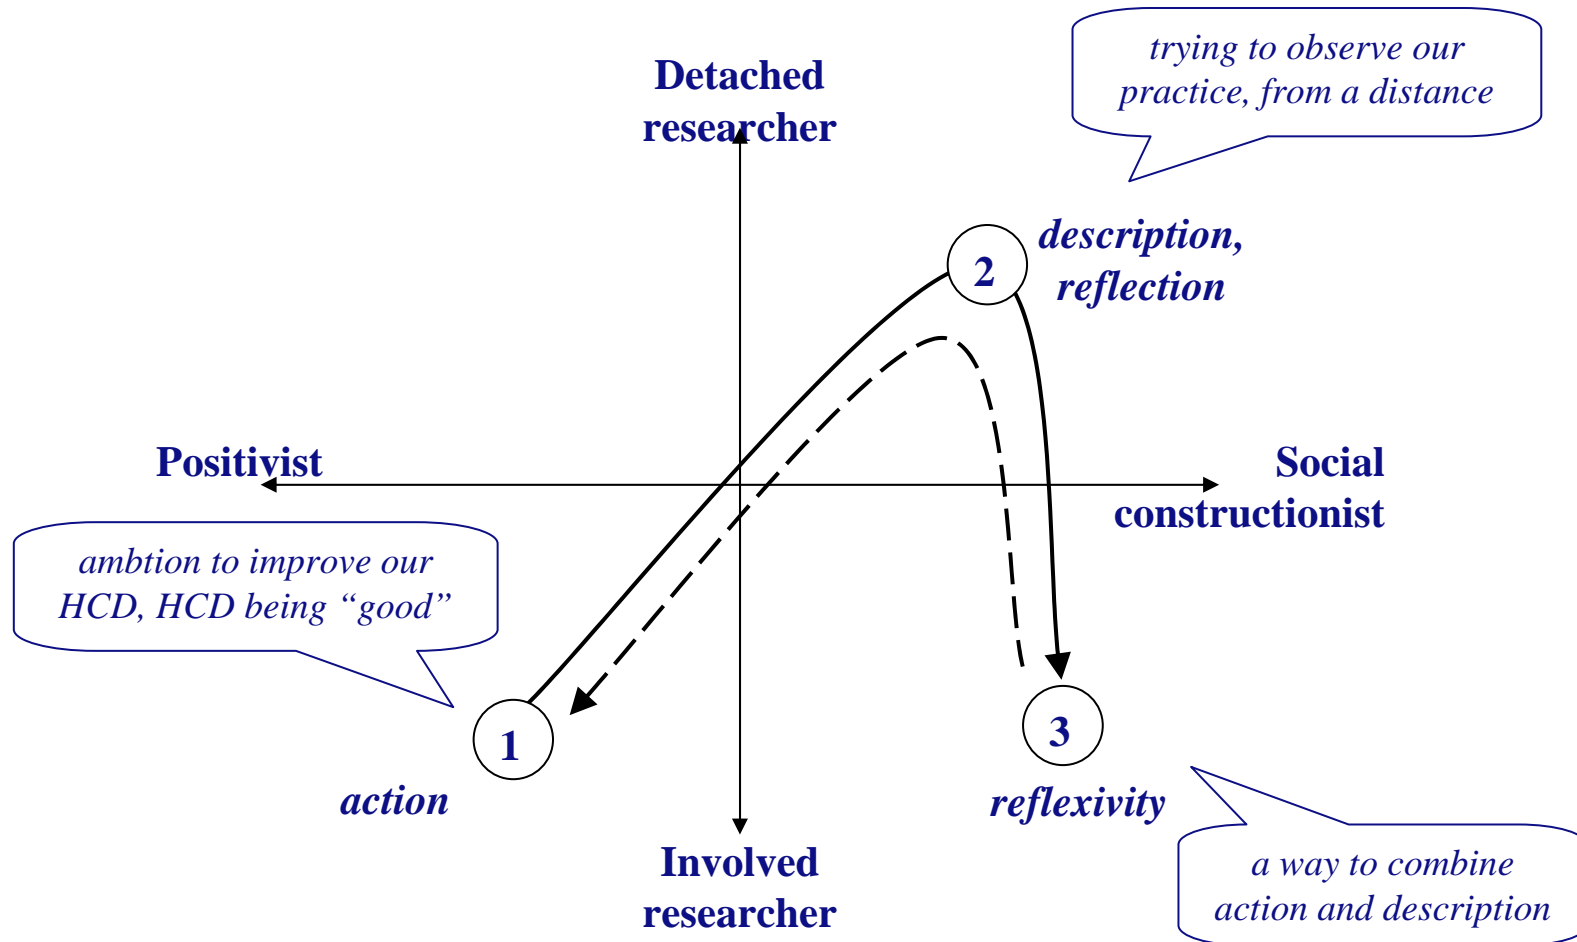 trying to observe our
practice, from a distance
Detached
researcher
2
description,
reflection
Positivist
Social
constructionist
ambtion to improve our
HCD, HCD being “good”
1
action
3
reflexivity
Involved
researcher
a way to combine
action and description